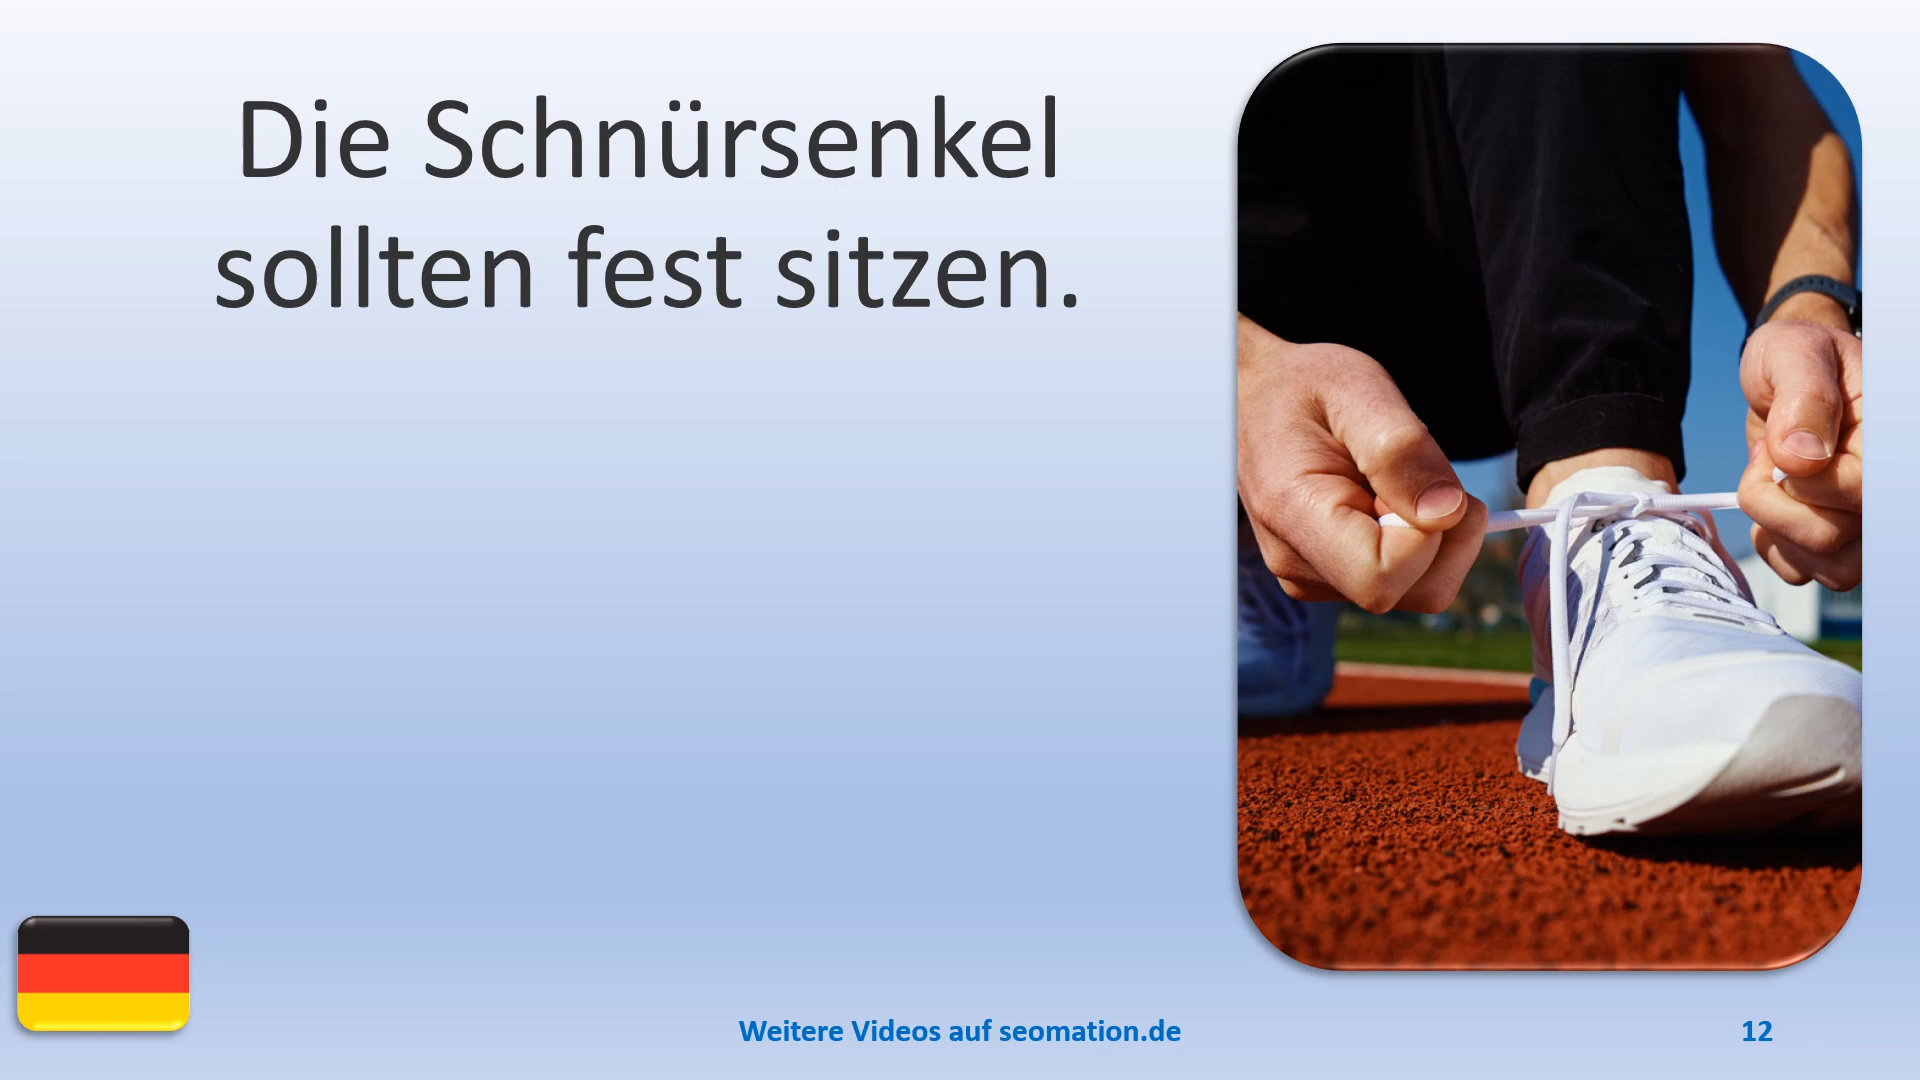 Die Schnürsenkel
sollten fest sitzen.
Weitere Videos auf seomation.de
12